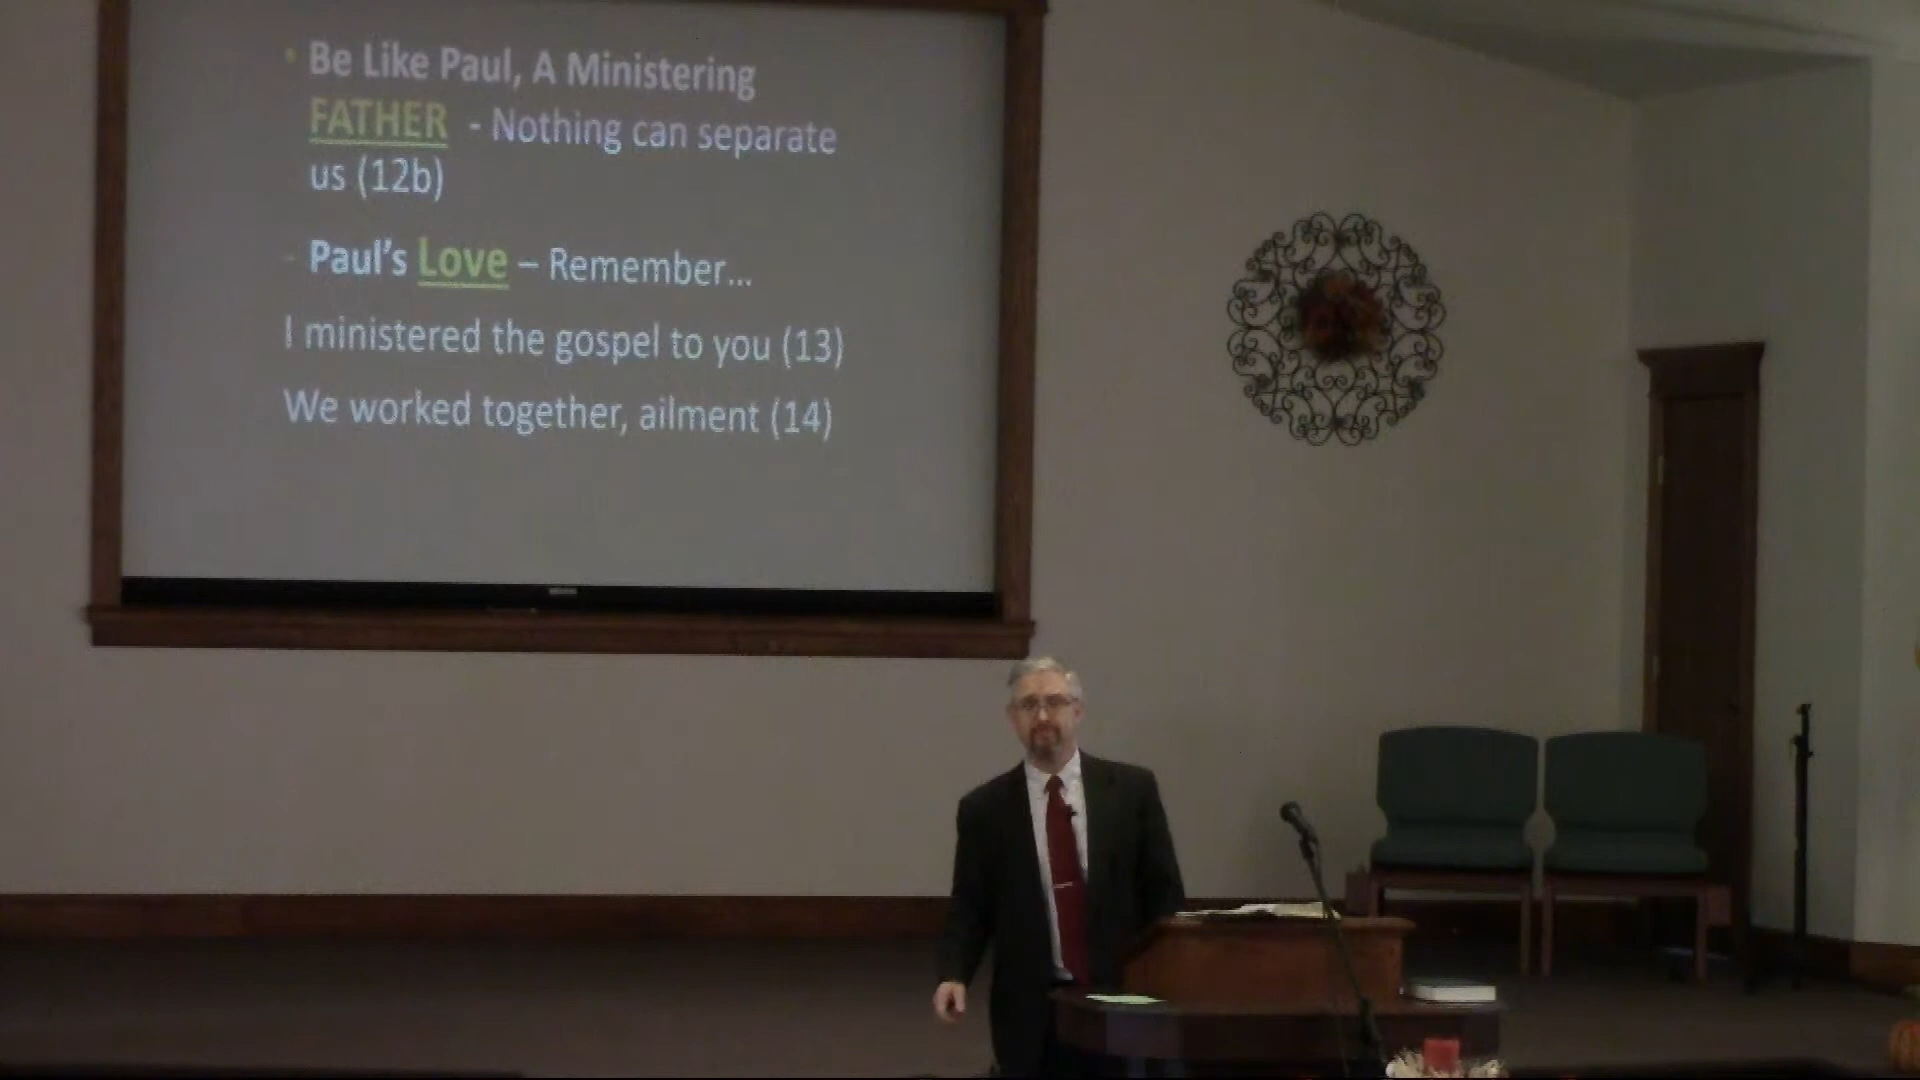 • Be Like Paul, A Ministering
FATHER - Nothing can separate
us (12b)
- Paul's Love – Remember...
I ministered the gospel to you (13)
We worked together, ailment (14)